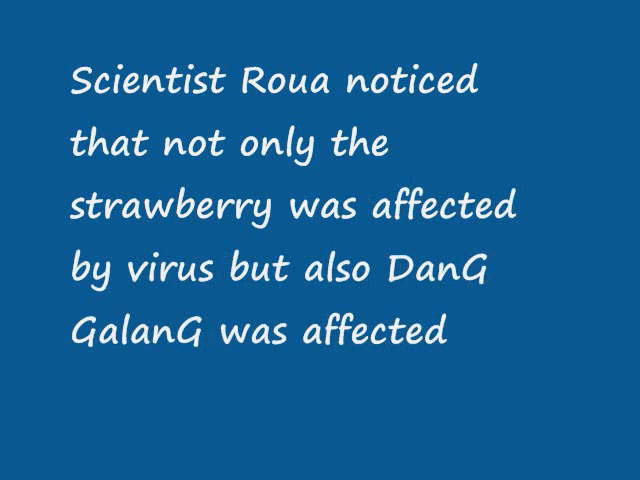 Scientist Roua noticed
that not only the
strawberry was affected
by virus but also DanG
GalanG was affected